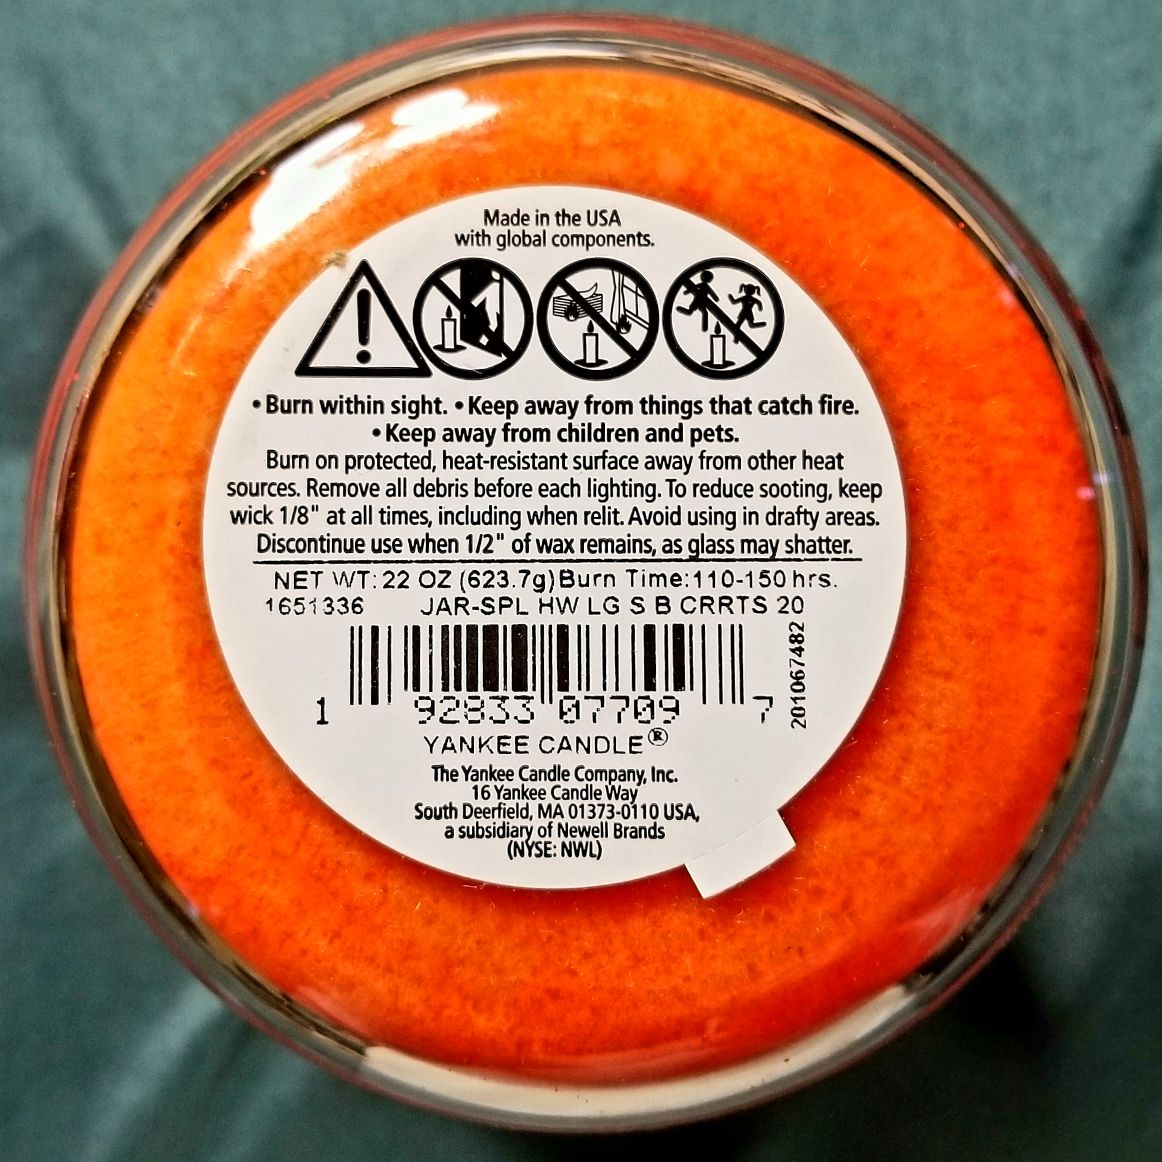 Made in the USA
with global components.
• Burn within sight. • Keep away from things that catch fire.
• Keep away from children and pets.
Burn on protected, heat-resistant surface away from other heat
sources. Remove all debris before each lighting. To reduce sooting, keep
wick 1/8" at all times, including when relit. Avoid using in drafty areas.
Discontinue use when 1/2" of wax remains, as glass may shatter.
NET WT: 22 OZ (623.7g) Burn Time: 110-150 hrs.
1651336 JAR-SPL HW LG S B CRRTS 20
201067482
1 92833 07709 7
YANKEE CANDLE®
The Yankee Candle Company, Inc.
16 Yankee Candle Way
South Deerfield, MA 01373-0110 USA,
a subsidiary of Newell Brands
(NYSE: NWL)